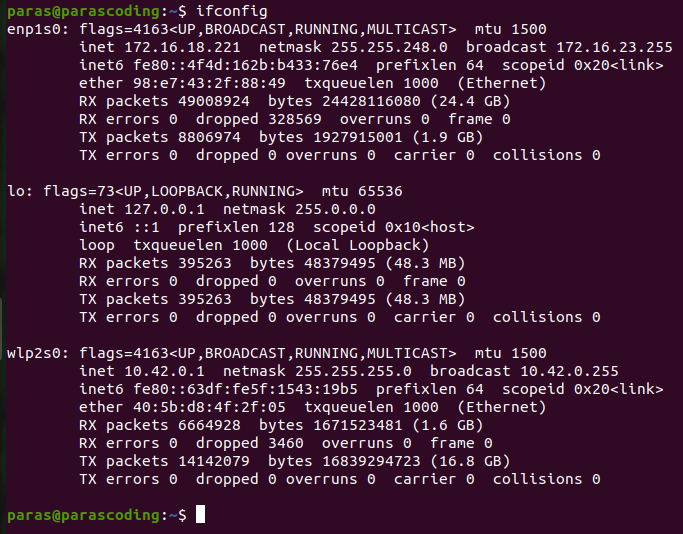 paras@parascoding:~$ ifconfig
enp1s0: flags=4163<UP,BROADCAST,RUNNING,MULTICAST>  mtu 1500
        inet 172.16.18.221  netmask 255.255.248.0  broadcast 172.16.23.255
        inet6 fe80::4f4d:162b:b433:76e4  prefixlen 64  scopeid 0x20<link>
        ether 98:e7:43:2f:88:49  txqueuelen 1000  (Ethernet)
        RX packets 49008924  bytes 24428116080 (24.4 GB)
        RX errors 0  dropped 328569  overruns 0  frame 0
        TX packets 8806974  bytes 1927915001 (1.9 GB)
        TX errors 0  dropped 0 overruns 0  carrier 0  collisions 0

lo: flags=73<UP,LOOPBACK,RUNNING>  mtu 65536
        inet 127.0.0.1  netmask 255.0.0.0
        inet6 ::1  prefixlen 128  scopeid 0x10<host>
        loop  txqueuelen 1000  (Local Loopback)
        RX packets 395263  bytes 48379495 (48.3 MB)
        RX errors 0  dropped 0  overruns 0  frame 0
        TX packets 395263  bytes 48379495 (48.3 MB)
        TX errors 0  dropped 0 overruns 0  carrier 0  collisions 0

wlp2s0: flags=4163<UP,BROADCAST,RUNNING,MULTICAST>  mtu 1500
        inet 10.42.0.1  netmask 255.255.255.0  broadcast 10.42.0.255
        inet6 fe80::63df:fe5f:1543:19b5  prefixlen 64  scopeid 0x20<link>
        ether 40:5b:d8:4f:2f:05  txqueuelen 1000  (Ethernet)
        RX packets 6664928  bytes 1671523481 (1.6 GB)
        RX errors 0  dropped 3460  overruns 0  frame 0
        TX packets 14142079  bytes 16839294723 (16.8 GB)
        TX errors 0  dropped 0 overruns 0  carrier 0  collisions 0

paras@parascoding:~$